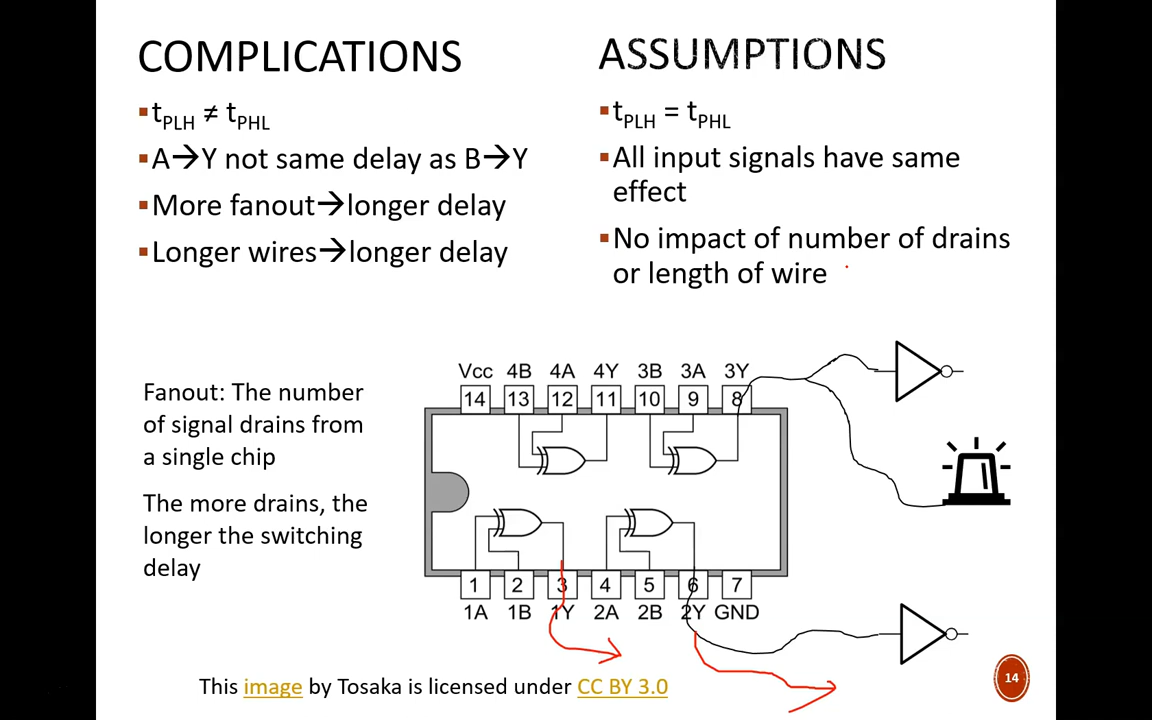 COMPLICATIONS
▪tPLH ≠ tPHL
▪A→Y not same delay as B→Y
▪More fanout→longer delay
▪Longer wires→longer delay
ASSUMPTIONS
▪tPLH = tPHL
▪All input signals have same
effect
▪No impact of number of drains
or length of wire
Fanout: The number
of signal drains from
a single chip
The more drains, the
longer the switching
delay
Vcc 4B 4A 4Y 3B 3A 3Y
14 13 12 11 10 9 8
1 2 3 4 5 6 7
1A 1B 1Y 2A 2B 2Y GND
This image by Tosaka is licensed under CC BY 3.0
14